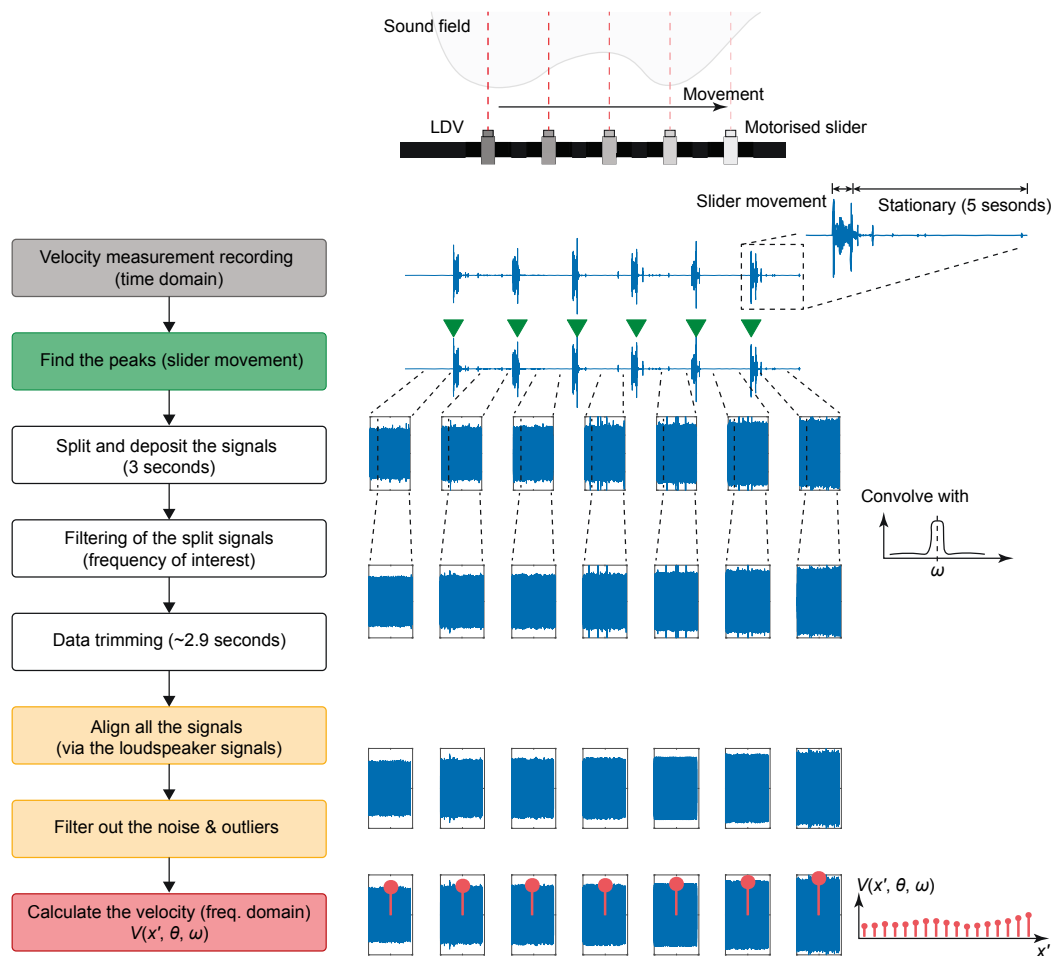 Sound field
Movement
LDV
Motorised slider
Slider movement
Stationary (5 sesonds)
Velocity measurement recording
(time domain)
Find the peaks (slider movement)
Split and deposit the signals
(3 seconds)
Convolve with
ω
Filtering of the split signals
(frequency of interest)
Data trimming (~2.9 seconds)
Align all the signals
(via the loudspeaker signals)
Filter out the noise & outliers
Calculate the velocity (freq. domain)
V(x′, θ, ω)
V(x′, θ, ω)
x′